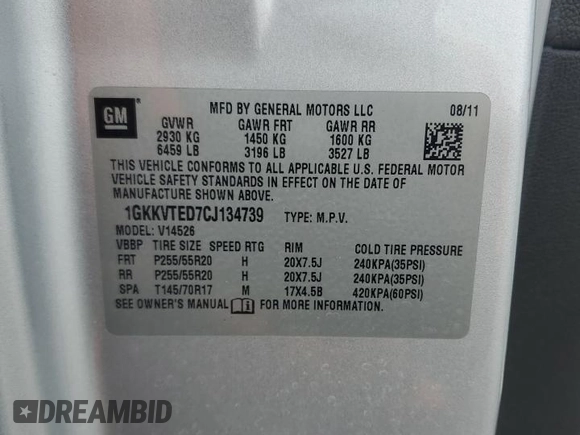 GM
MFD BY GENERAL MOTORS LLC 08/11
GVWR GAWR FRT GAWR RR
2930 KG 1450 KG 1600 KG
6459 LB 3196 LB 3527 LB
THIS VEHICLE CONFORMS TO ALL APPLICABLE U.S. FEDERAL MOTOR
VEHICLE SAFETY STANDARDS IN EFFECT ON THE DATE OF
MANUFACTURE SHOWN ABOVE.
1GKKVTED7CJ134739 TYPE: M.P.V.
MODEL: V14526
VBBP TIRE SIZE SPEED RTG RIM COLD TIRE PRESSURE
FRT P255/55R20 H 20X7.5J 240KPA(35PSI)
RR P255/55R20 H 20X7.5J 240KPA(35PSI)
SPA T145/70R17 M 17X4.5B 420KPA(60PSI)
SEE OWNER'S MANUAL FOR MORE INFORMATION
DREAMBID